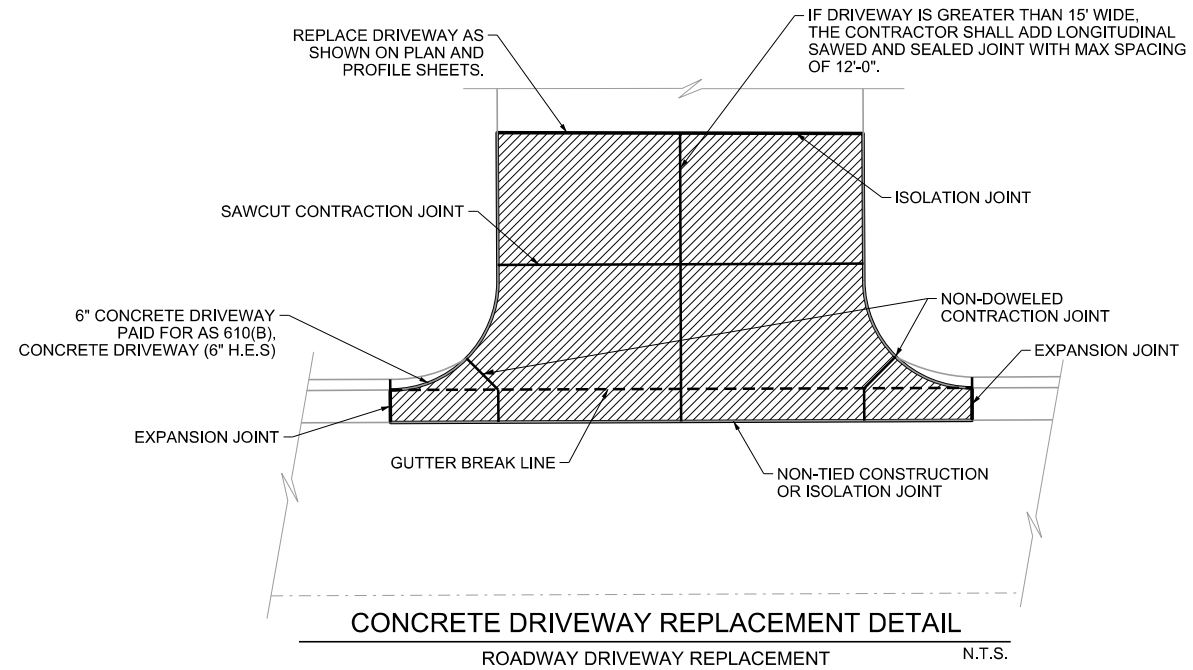 REPLACE DRIVEWAY AS
SHOWN ON PLAN AND
PROFILE SHEETS.
IF DRIVEWAY IS GREATER THAN 15' WIDE,
THE CONTRACTOR SHALL ADD LONGITUDINAL
SAWED AND SEALED JOINT WITH MAX SPACING
OF 12'-0".
SAWCUT CONTRACTION JOINT
ISOLATION JOINT
6" CONCRETE DRIVEWAY
PAID FOR AS 610(B),
CONCRETE DRIVEWAY (6" H.E.S)
NON-DOWELED
CONTRACTION JOINT
EXPANSION JOINT
EXPANSION JOINT
GUTTER BREAK LINE
NON-TIED CONSTRUCTION
OR ISOLATION JOINT
CONCRETE DRIVEWAY REPLACEMENT DETAIL
ROADWAY DRIVEWAY REPLACEMENT
N.T.S.